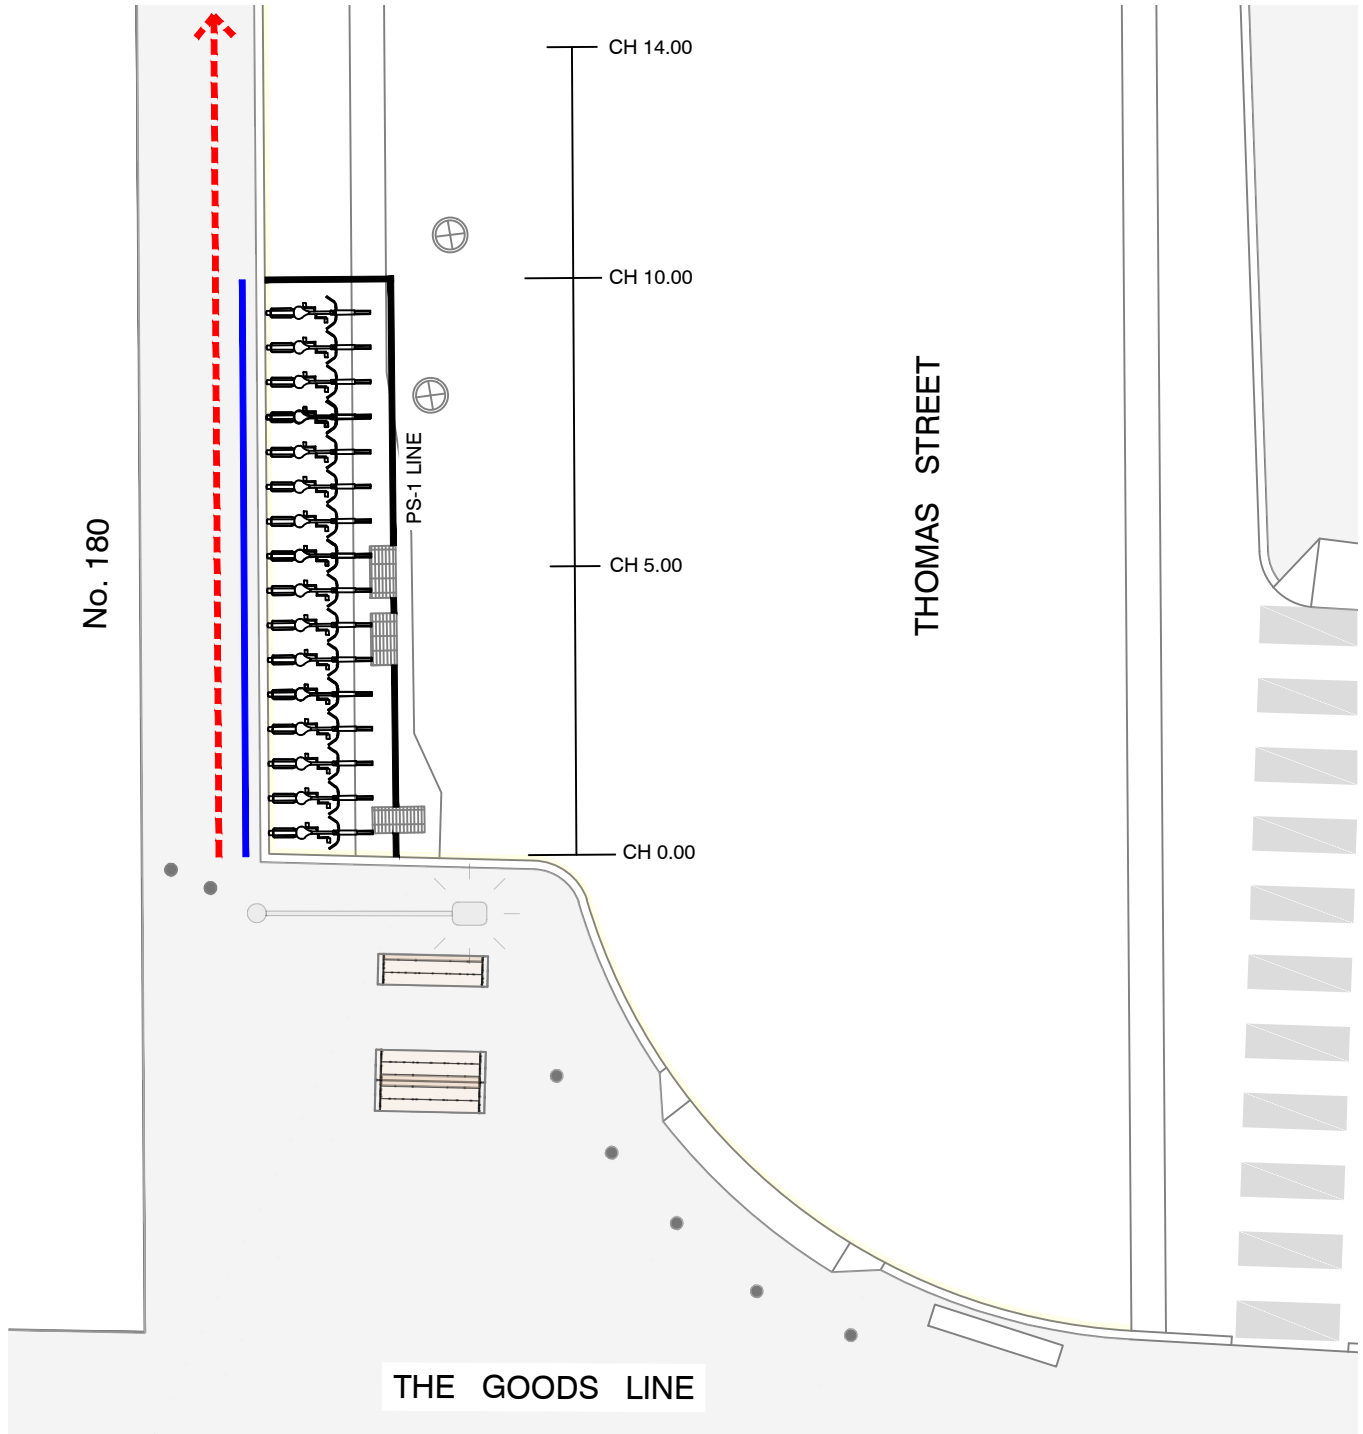 CH 14.00
CH 10.00
PS-1 LINE
THOMAS STREET
No. 180
CH 5.00
CH 0.00
THE GOODS LINE